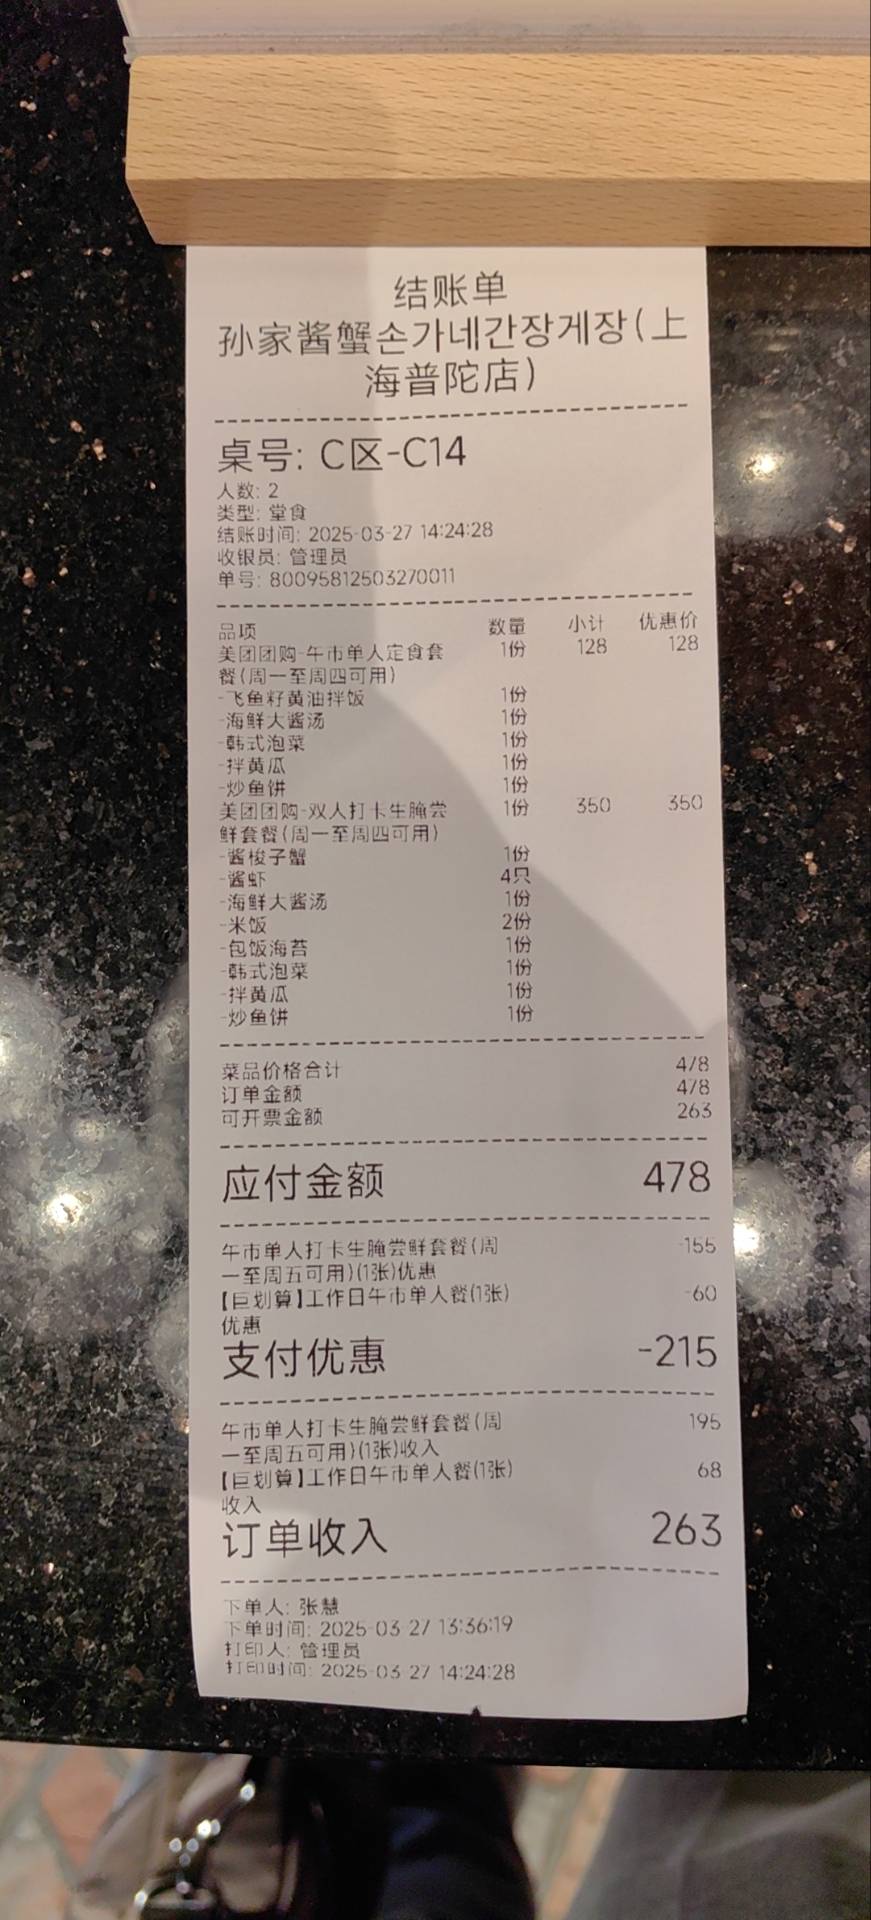 结账单
孙家酱蟹손가네간장게장(上
海普陀店)
桌号: C区-C14
人数: 2
类型: 堂食
结账时间: 2025-03-27 14:24:28
收银员: 管理员
单号: 80095812503270011
品项 数量 小计 优惠价
美团团购-午市单人定食套 1份 128 128
餐(周一至周四可用)
-飞鱼籽黄油拌饭 1份
-海鲜大酱汤 1份
-韩式泡菜 1份
-拌黄瓜 1份
-炒鱼饼 1份
美团团购-双人打卡生腌尝 1份 350 350
鲜套餐(周一至周四可用)
-酱梭子蟹 1份
-酱虾 4只
-海鲜大酱汤 1份
-米饭 2份
-包饭海苔 1份
-韩式泡菜 1份
-拌黄瓜 1份
-炒鱼饼 1份
菜品价格合计 478
订单金额 478
可开票金额 263
应付金额 478
午市单人打卡生腌尝鲜套餐(周 -155
一至周五可用)(1张)优惠
【巨划算】工作日午市单人餐(1张) -60
优惠
支付优惠 -215
午市单人打卡生腌尝鲜套餐(周 195
一至周五可用)(1张)收入
【巨划算】工作日午市单人餐(1张) 68
收入
订单收入 263
下单人: 张慧
下单时间: 2025-03-27 13:36:19
打印人: 管理员
打印时间: 2025-03-27 14:24:28